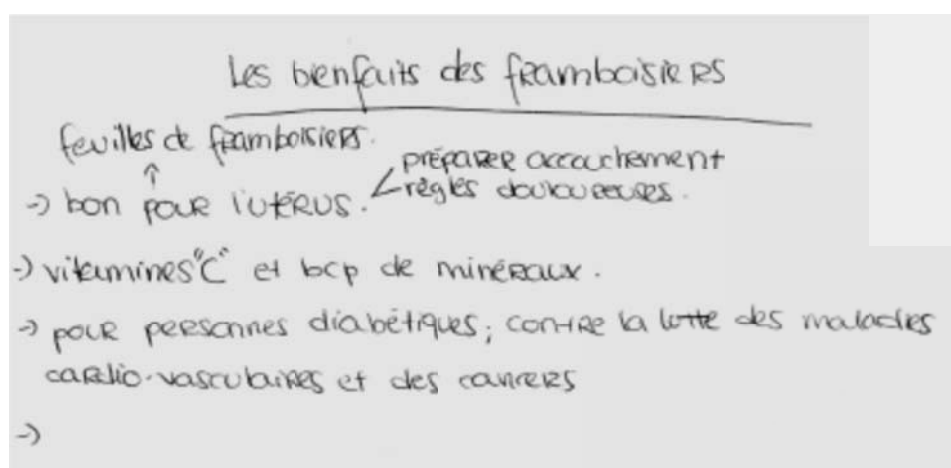 Les bienfaits des framboisiers
feuilles de framboisiers.
↑
préparer accouchement
-> bon pour l'utérus. < règles douloureuses.
-> vitamines "C" et bcp de minéraux.
-> pour personnes diabétiques; contre la lutte des maladies
cardio-vasculaires et des cancers
->